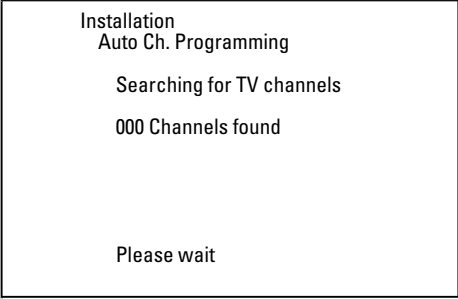 Installation
Auto Ch. Programming
Searching for TV channels
000 Channels found
Please wait